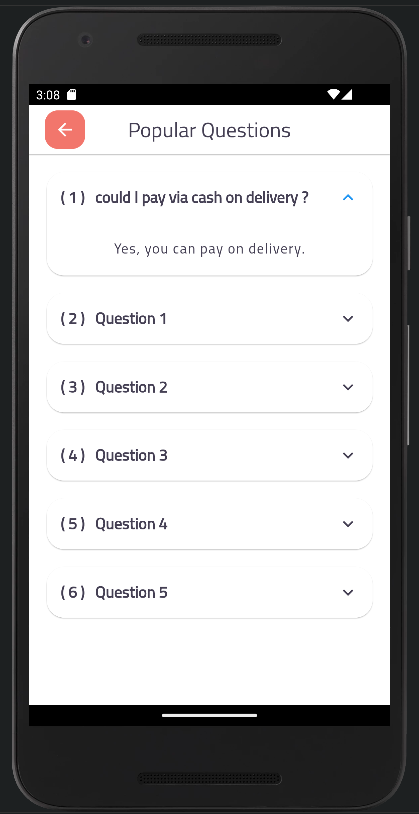 3:08
Popular Questions
( 1 ) could I pay via cash on delivery ?
Yes, you can pay on delivery.
( 2 ) Question 1
( 3 ) Question 2
( 4 ) Question 3
( 5 ) Question 4
( 6 ) Question 5